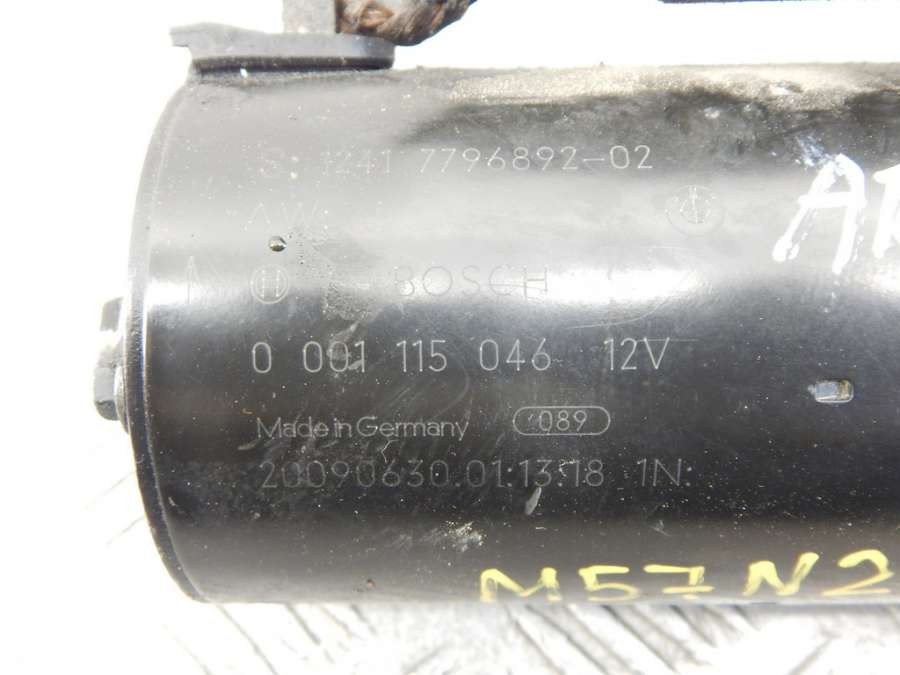 1241 7796892-02
BOSCH
0 001 115 046 12V
Made in Germany 089
20090630.01:13:18 1N:
M57N2